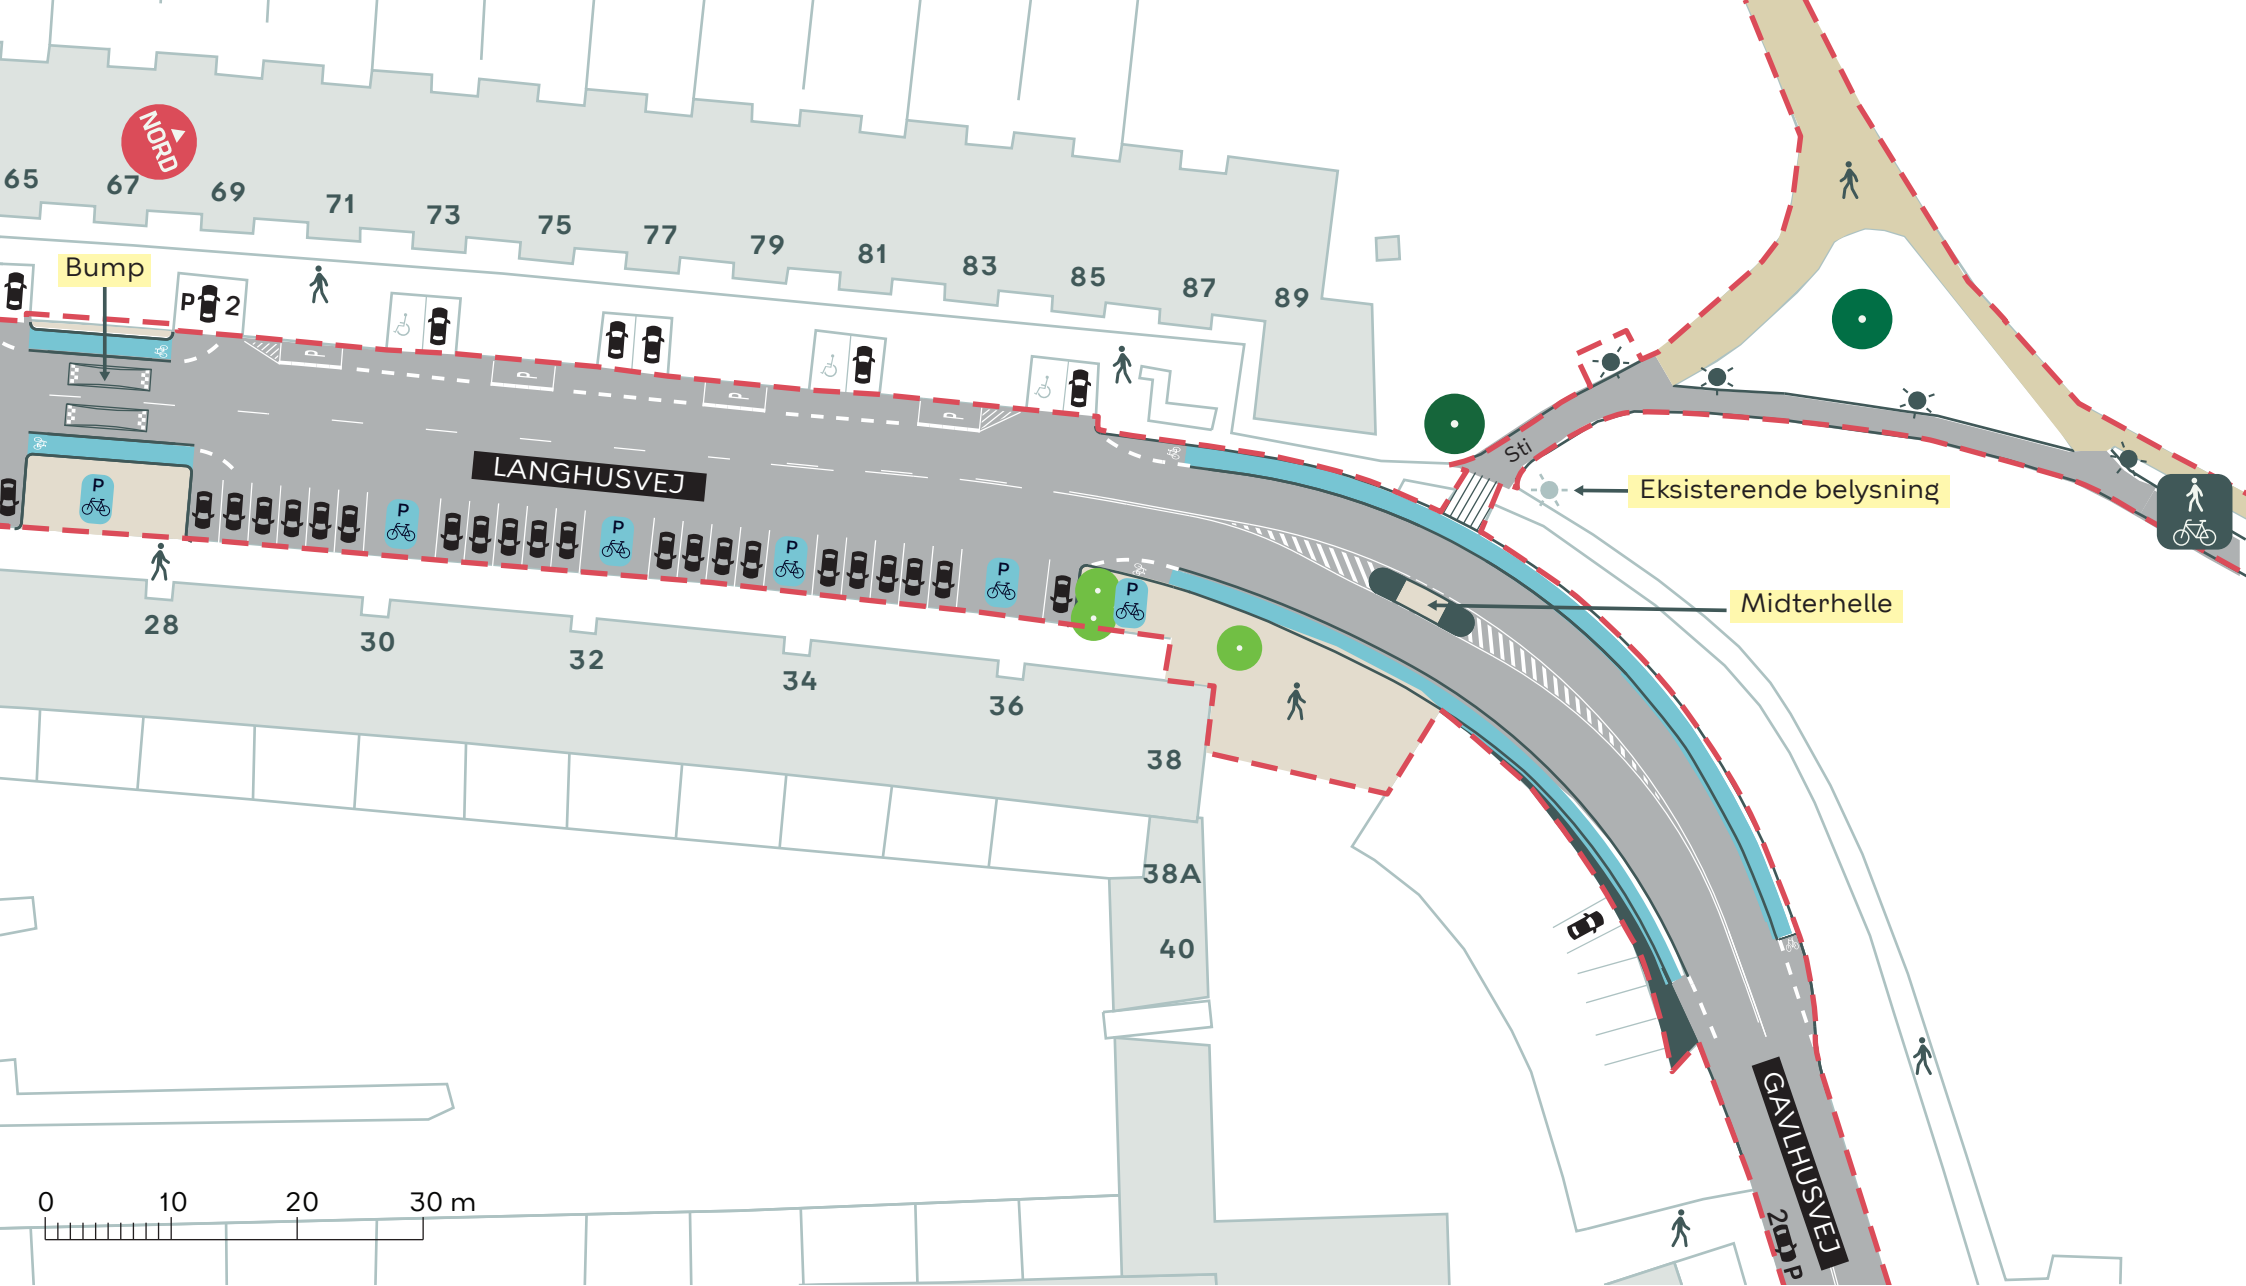 NORD
65
67
69
71
73
75
77
79
81
83
85
87
89
Bump
P 2
P
P
P
P
LANGHUSVEJ
Sti
Eksisterende belysning
Midterhelle
P
P
P
P
P
P
28
30
32
34
36
38
38A
40
GAVLHUSVEJ
2 P
0 10 20 30 m